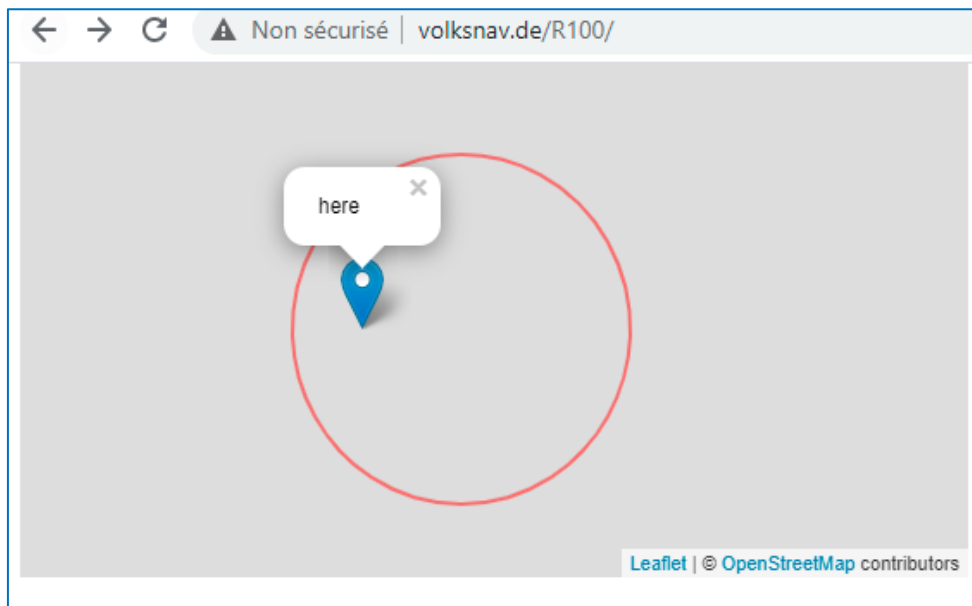 Non sécurisé | volksnav.de/R100/
here ×
Leaflet | © OpenStreetMap contributors